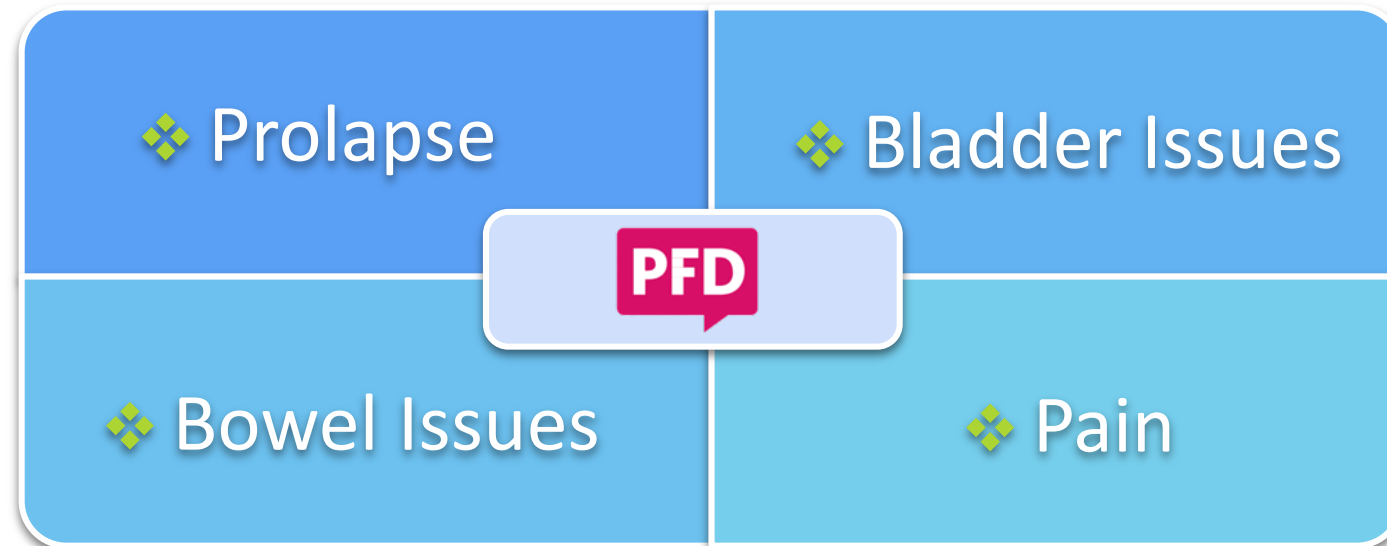 ❖ Prolapse
❖ Bladder Issues
PFD
❖ Bowel Issues
❖ Pain